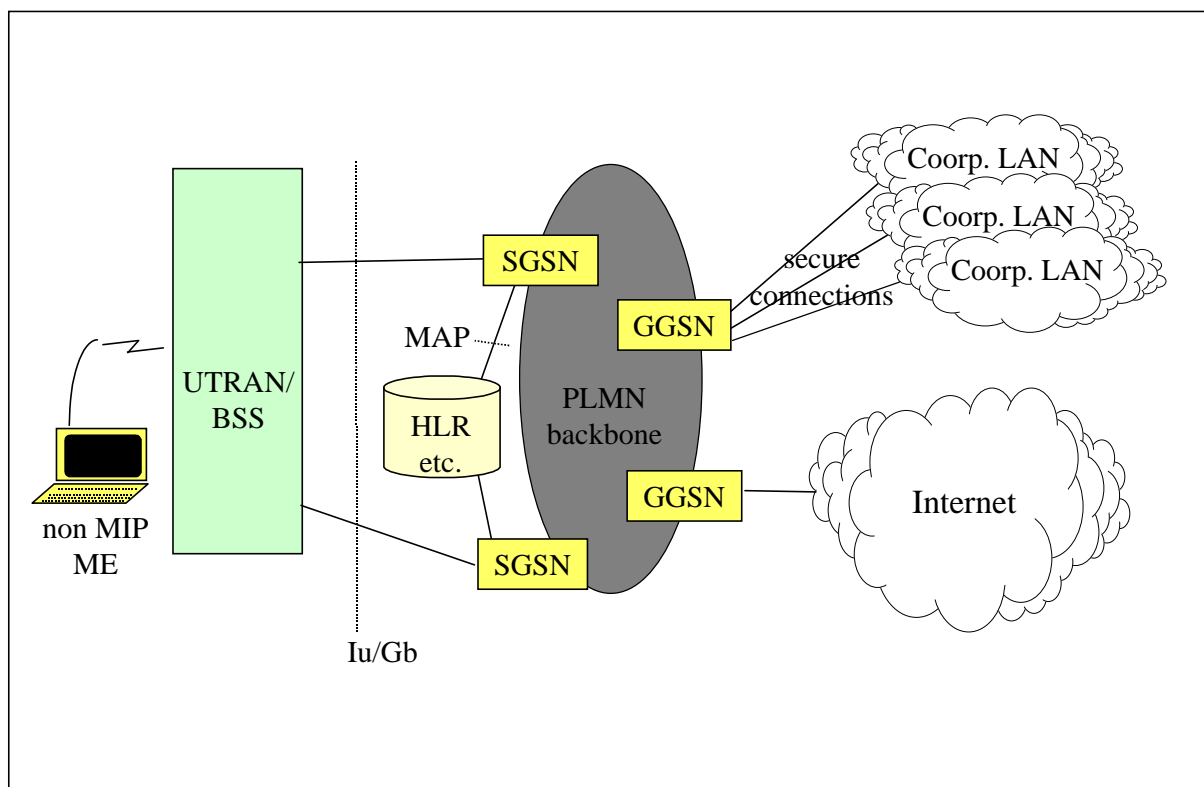 Coorp. LAN
Coorp. LAN
Coorp. LAN
secure
connections
SGSN
GGSN
MAP
UTRAN/
BSS
HLR
etc.
PLMN
backbone
GGSN
Internet
non MIP
ME
SGSN
Iu/Gb